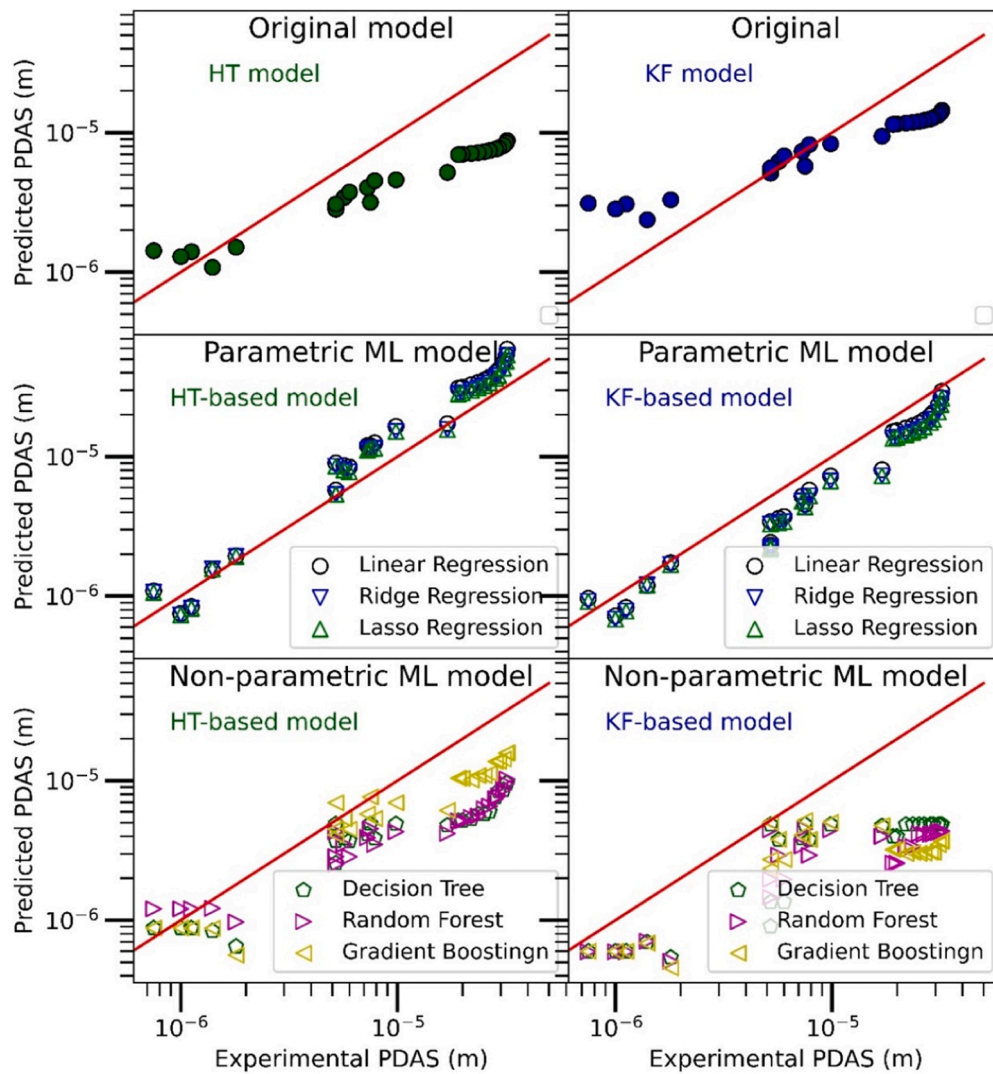 Original model
HT model
Original
KF model
Predicted PDAS (m)
10⁻⁵
10⁻⁶
Parametric ML model
HT-based model
Parametric ML model
KF-based model
Predicted PDAS (m)
10⁻⁵
10⁻⁶
Linear Regression
Ridge Regression
Lasso Regression
Linear Regression
Ridge Regression
Lasso Regression
Non-parametric ML model
HT-based model
Non-parametric ML model
KF-based model
Predicted PDAS (m)
10⁻⁵
10⁻⁶
Decision Tree
Random Forest
Gradient Boostingn
Decision Tree
Random Forest
Gradient Boostingn
10⁻⁶ 10⁻⁵ 10⁻⁶ 10⁻⁵
Experimental PDAS (m) Experimental PDAS (m)